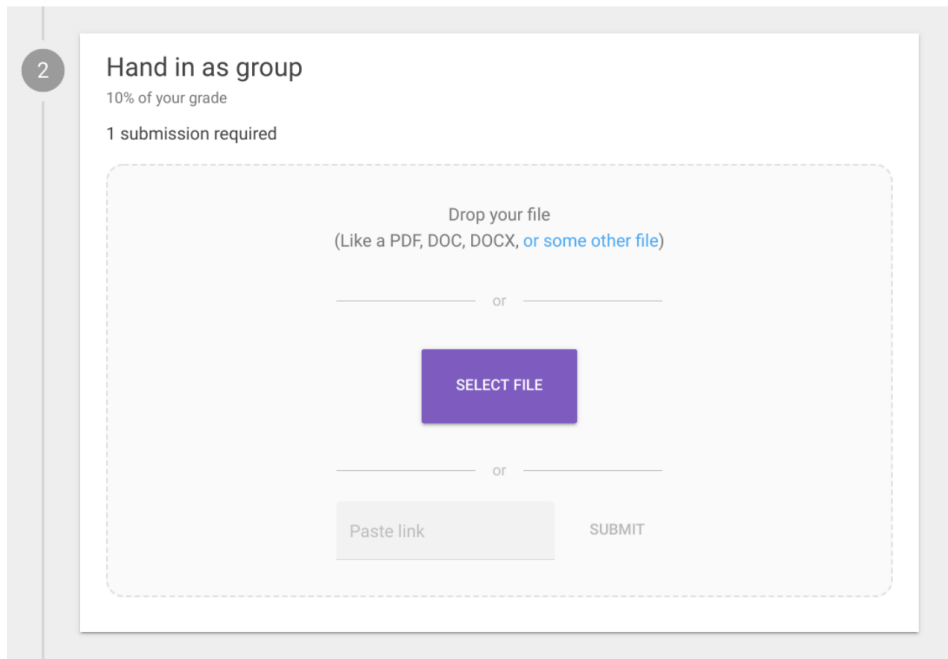 2
Hand in as group
10% of your grade
1 submission required
Drop your file
(Like a PDF, DOC, DOCX, or some other file)
or
SELECT FILE
or
Paste link
SUBMIT